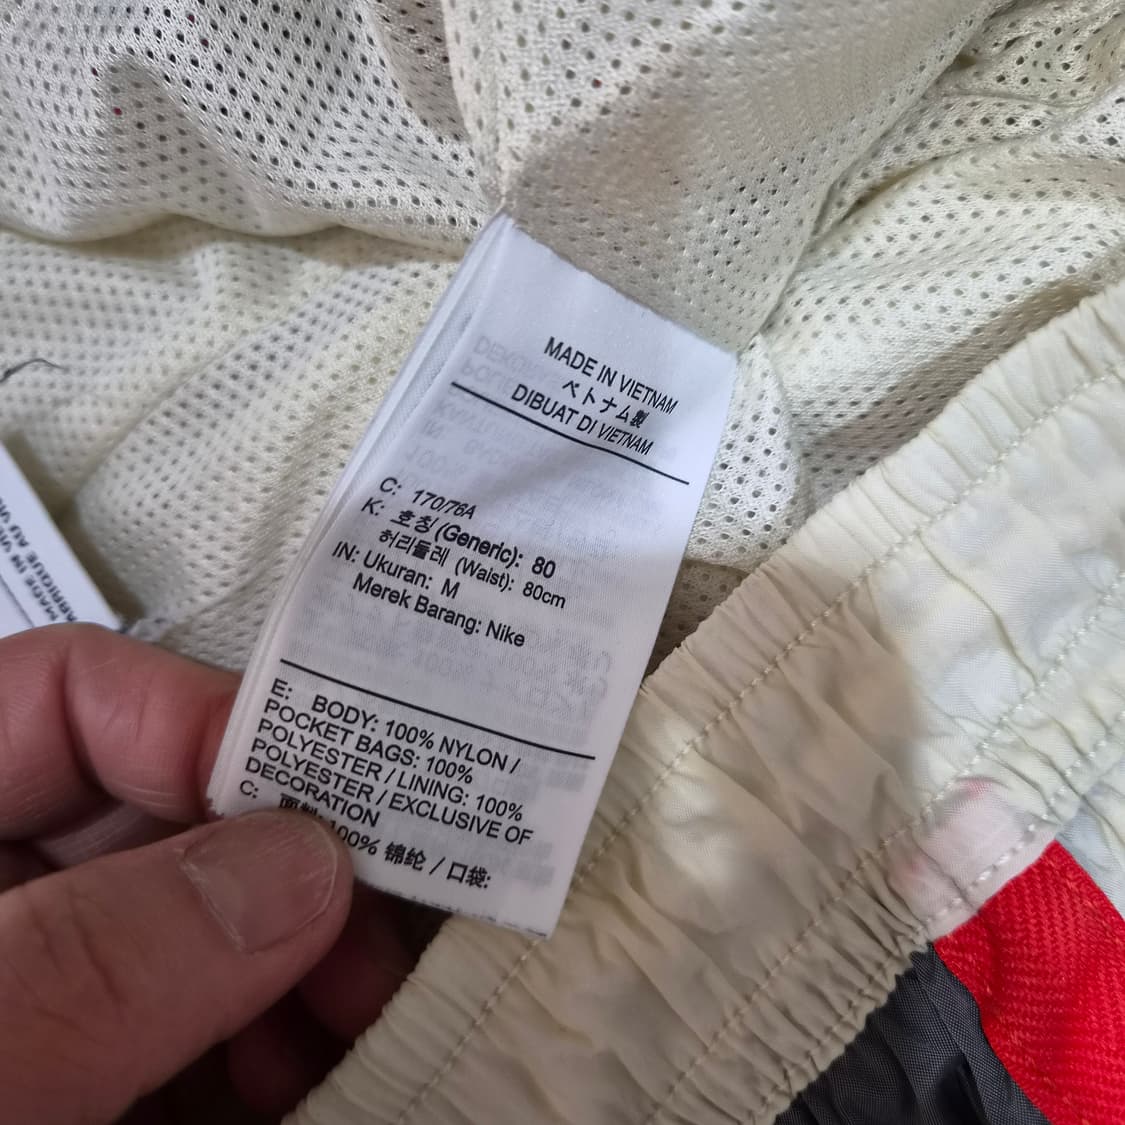 MADE IN VIETNAM
ベトナム製
DIBUAT DI VIETNAM
C: 170/76A
K: 호칭 (Generic): 80
허리둘레 (Waist): 80cm
IN: Ukuran: M
Merek Barang: Nike
E: BODY: 100% NYLON /
POCKET BAGS: 100%
POLYESTER / LINING: 100%
POLYESTER / EXCLUSIVE OF
DECORATION
C: 面料: 100% 锦纶 / 口袋: